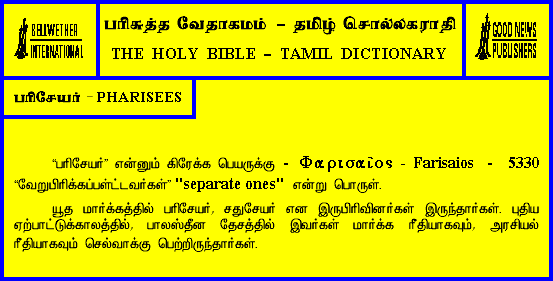 BELLWETHER
INTERNATIONAL
பரிசுத்த வேதாகமம் – தமிழ் சொல்லகராதி
THE HOLY BIBLE – TAMIL DICTIONARY
GOOD NEWS
PUBLISHERS
பரிசேயர் - PHARISEES
“பரிசேயர்” என்னும் கிரேக்க பெயருக்கு - Φαρισαῖος - Farisaios - 5330
“வேறுபிரிக்கப்பள்ட்டவர்கள்” "separate ones" என்று பொருள்.
யூத மார்க்கத்தில் பரிசேயர், சதுசேயர் என இருபிரிவினர்கள் இருந்தார்கள். புதிய
ஏற்பாட்டுக்காலத்தில், பாலஸ்தீன தேசத்தில் இவர்கள் மார்க்க ரீதியாகவும், அரசியல்
ரீதியாகவும் செல்வாக்கு பெற்றிருந்தார்கள்.